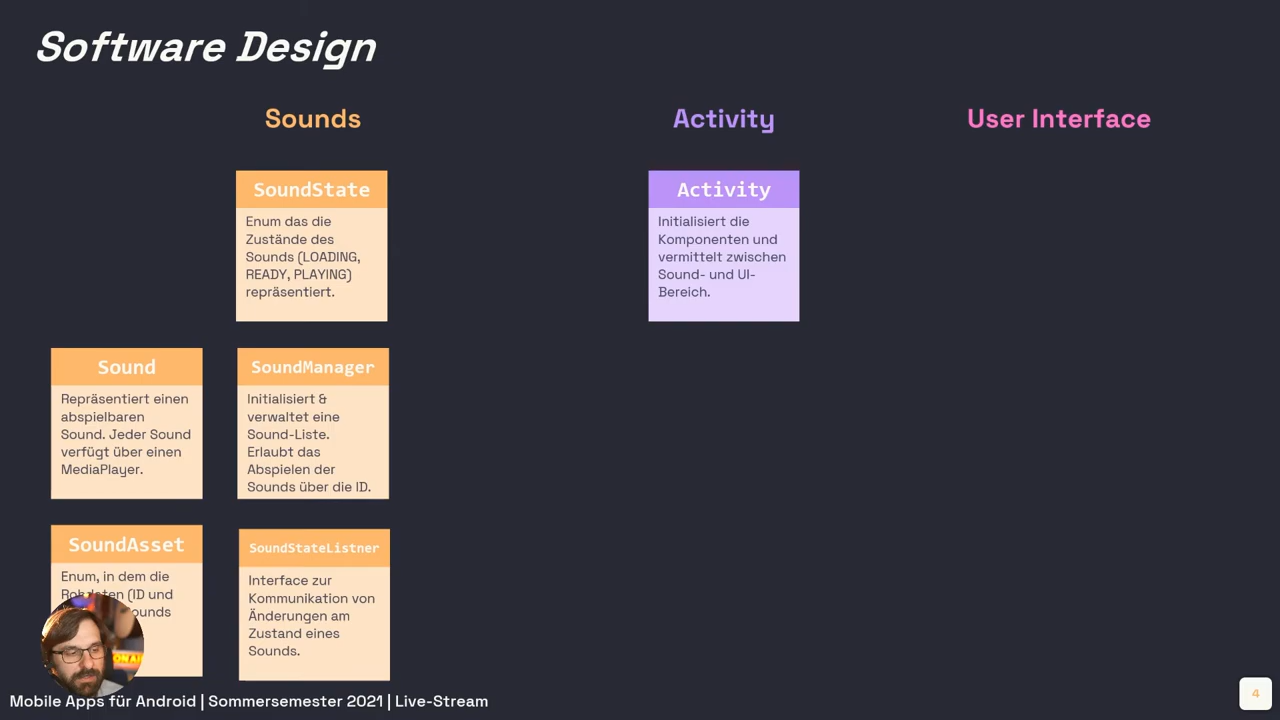 Software Design
Sounds
Activity
User Interface
SoundState
Enum das die
Zustände des
Sounds (LOADING,
READY, PLAYING)
repräsentiert.
Activity
Initialisiert die
Komponenten und
vermittelt zwischen
Sound- und UI-
Bereich.
Sound
Repräsentiert einen
abspielbaren
Sound. Jeder Sound
verfügt über einen
MediaPlayer.
SoundManager
Initialisiert &
verwaltet eine
Sound-Liste.
Erlaubt das
Abspielen der
Sounds über die ID.
SoundAsset
Enum, in dem die
(ID und
SoundStateListner
Interface zur
Kommunikation von
Änderungen am
Zustand eines
Sounds.
Mobile Apps für Android | Sommersemester 2021 | Live-Stream
4